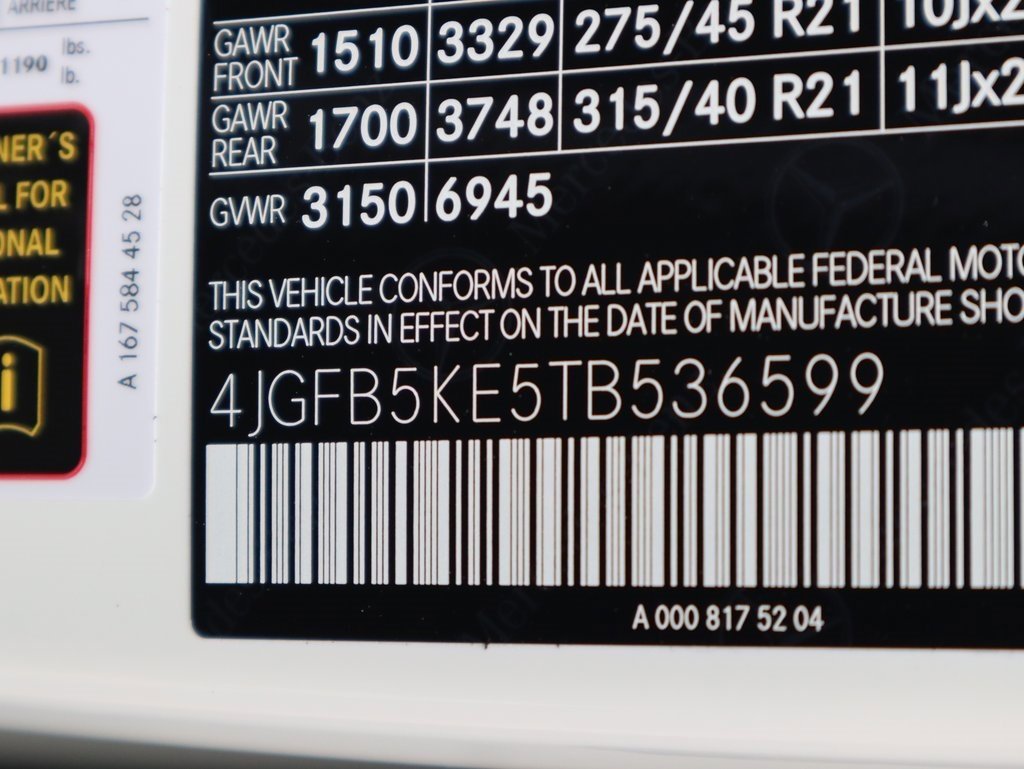 ARRIERE
lbs.
1190
lb.
NER´S
L FOR
ONAL
ATION
i
A 167 584 45 28
GAWR FRONT 1510 3329 275/45 R21 10Jx2
GAWR REAR 1700 3748 315/40 R21 11Jx2
GVWR 3150 6945
THIS VEHICLE CONFORMS TO ALL APPLICABLE FEDERAL MOTO
STANDARDS IN EFFECT ON THE DATE OF MANUFACTURE SHO
4JGFB5KE5TB536599
A 000 817 52 04